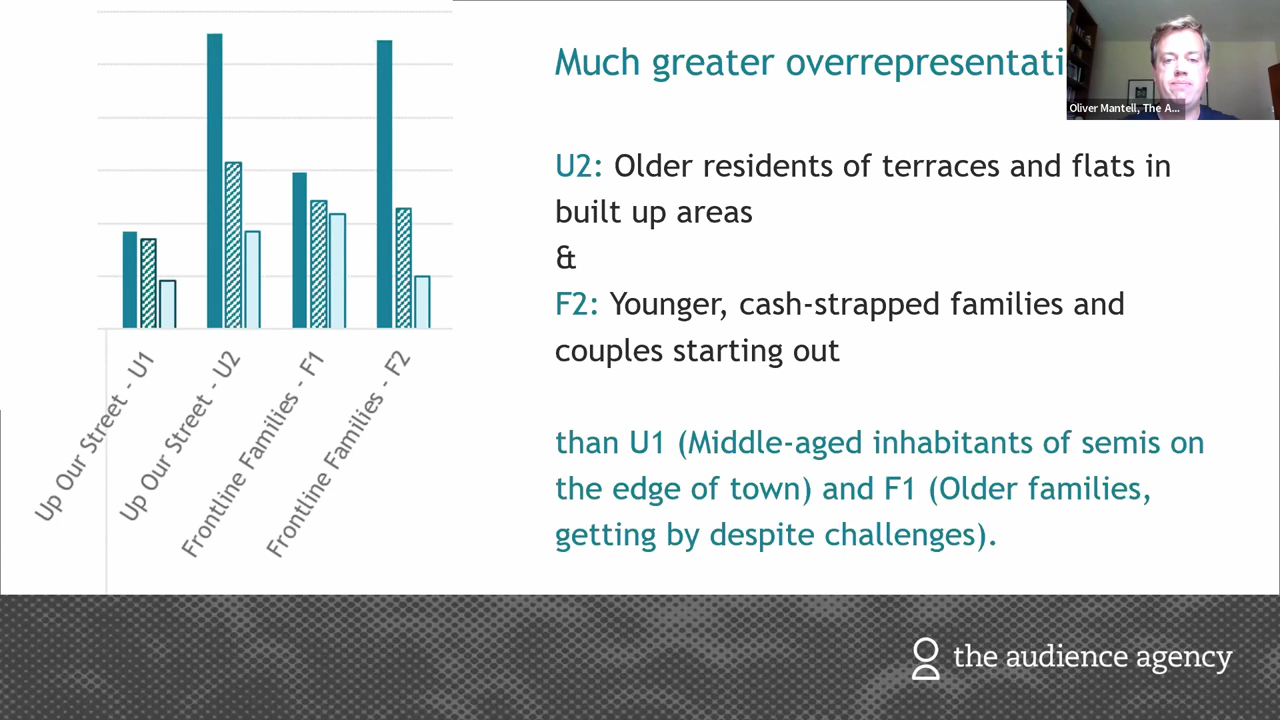 Much greater overrepresentati
Oliver Mantell, The A...
U2: Older residents of terraces and flats in
built up areas
&
F2: Younger, cash-strapped families and
couples starting out
than U1 (Middle-aged inhabitants of semis on
the edge of town) and F1 (Older families,
getting by despite challenges).
Up Our Street - U1
Up Our Street - U2
Frontline Families - F1
Frontline Families - F2
the audience agency